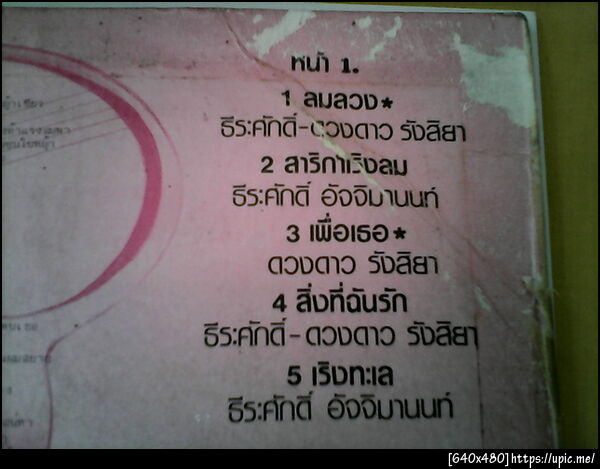 หน้า 1.
1 ลมลวง*
ธีระศักดิ์-ดวงดาว รังสิยา
2 สาริกาเริงลม
ธีระศักดิ์ อัจจิมานนท์
3 เพื่อเธอ*
ดวงดาว รังสิยา
4 สิ่งที่ฉันรัก
ธีระศักดิ์-ดวงดาว รังสิยา
5 เริงทะเล
ธีระศักดิ์ อัจจิมานนท์
[640x480]https://upic.me/